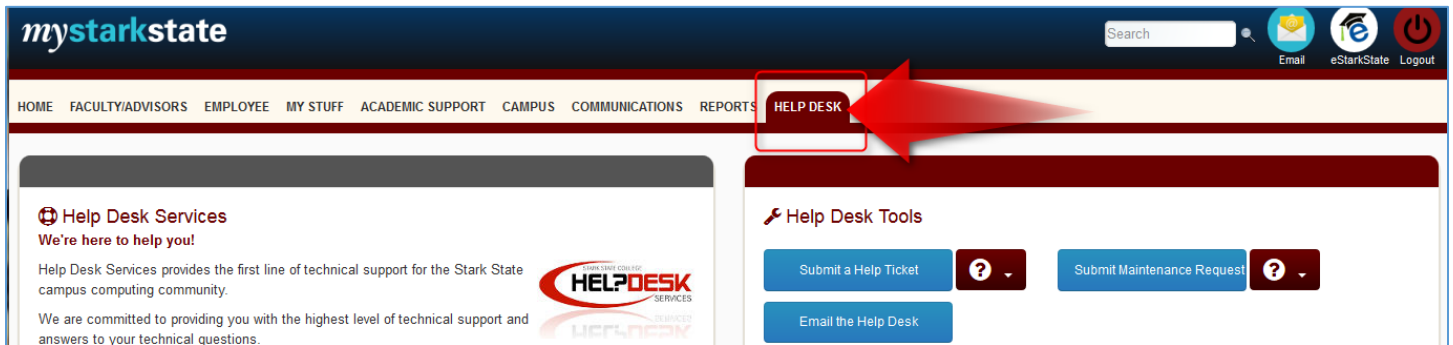 mystarkstate
Search
Email eStarkState Logout
HOME FACULTY/ADVISORS EMPLOYEE MY STUFF ACADEMIC SUPPORT CAMPUS COMMUNICATIONS REPORTS HELP DESK
Help Desk Services
We're here to help you!
Help Desk Services provides the first line of technical support for the Stark State
campus computing community.
We are committed to providing you with the highest level of technical support and
answers to your technical questions.
STARK STATE COLLEGE
HELPDESK
SERVICES
Help Desk Tools
Submit a Help Ticket ? Submit Maintenance Request ?
Email the Help Desk